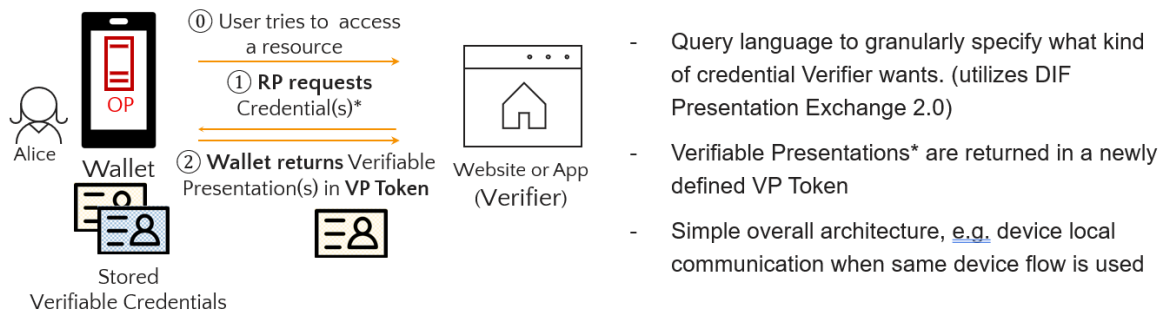 ⓪ User tries to access
a resource
① RP requests
Credential(s)*
② Wallet returns Verifiable
Presentation(s) in VP Token
OP
Alice
Wallet
Stored
Verifiable Credentials
Website or App
(Verifier)
- Query language to granularly specify what kind
of credential Verifier wants. (utilizes DIF
Presentation Exchange 2.0)
- Verifiable Presentations* are returned in a newly
defined VP Token
- Simple overall architecture, e.g. device local
communication when same device flow is used